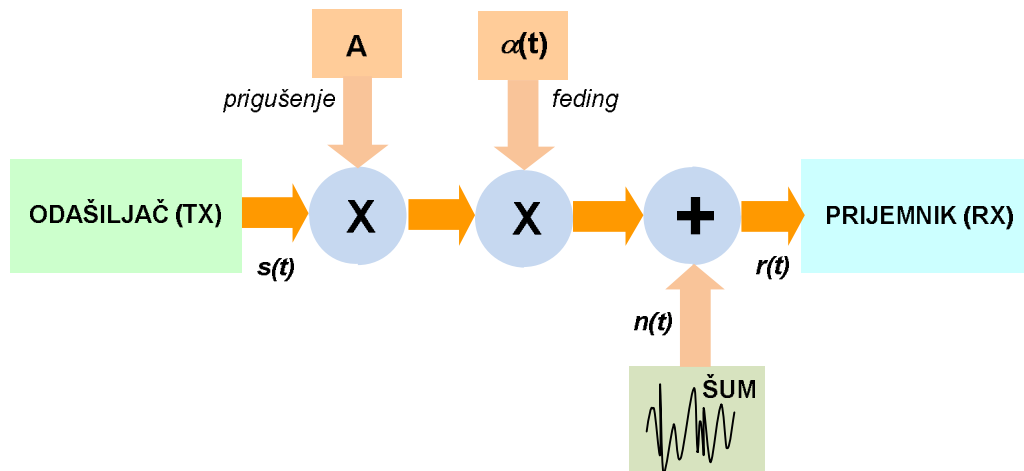 A
α(t)
prigušenje
feding
ODAŠILJAČ (TX)
X
X
+
PRIJEMNIK (RX)
s(t)
r(t)
n(t)
ŠUM